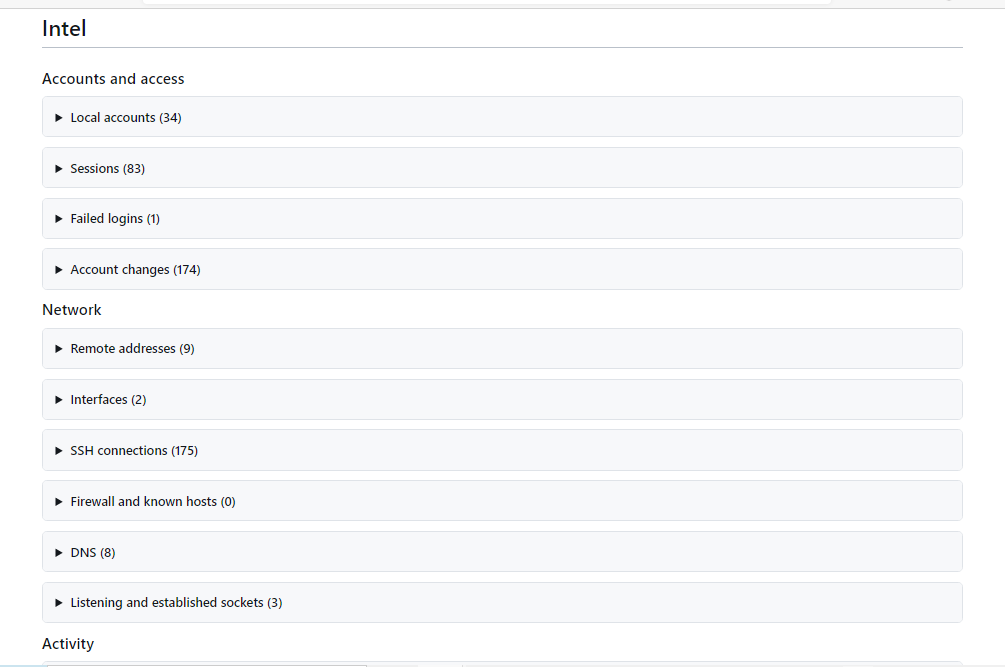 Intel
Accounts and access
Local accounts (34)
Sessions (83)
Failed logins (1)
Account changes (174)
Network
Remote addresses (9)
Interfaces (2)
SSH connections (175)
Firewall and known hosts (0)
DNS (8)
Listening and established sockets (3)
Activity